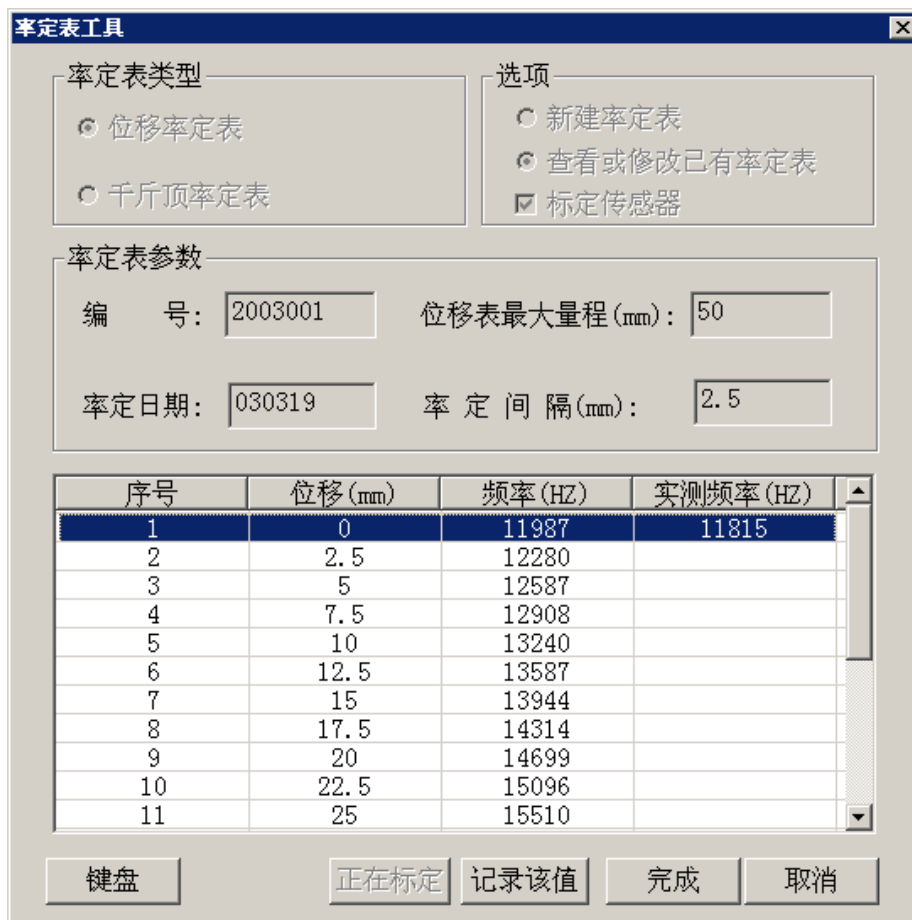 率定表工具
率定表类型
位移率定表
千斤顶率定表
选项
新建率定表
查看或修改已有率定表
标定传感器
率定表参数
编 号: 2003001 位移表最大量程(mm): 50
率定日期: 030319 率 定 间 隔(mm): 2.5
序号 位移(mm) 频率(HZ) 实测频率(HZ)
1 0 11987 11815
2 2.5 12280
3 5 12587
4 7.5 12908
5 10 13240
6 12.5 13587
7 15 13944
8 17.5 14314
9 20 14699
10 22.5 15096
11 25 15510
键盘 正在标定 记录该值 完成 取消